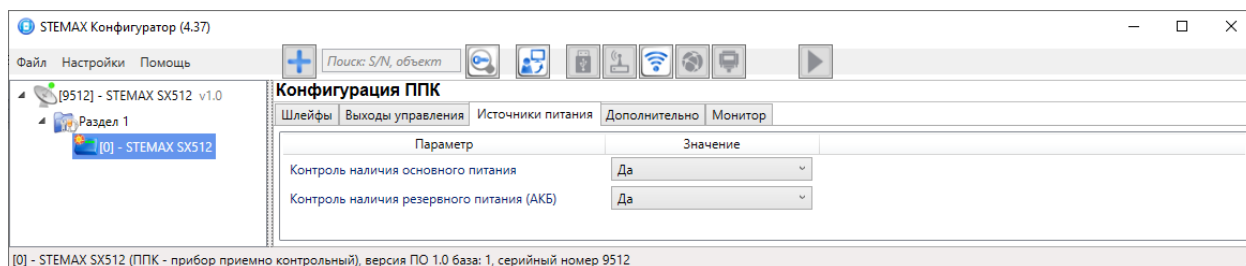 STEMAX Конфигуратор (4.37)
Файл Настройки Помощь
Поиск: S/N, объект
[9512] - STEMAX SX512 v1.0
Раздел 1
[0] - STEMAX SX512
Конфигурация ППК
Шлейфы Выходы управления Источники питания Дополнительно Монитор
Параметр Значение
Контроль наличия основного питания Да
Контроль наличия резервного питания (АКБ) Да
[0] - STEMAX SX512 (ППК - прибор приемно контрольный), версия ПО 1.0 база: 1, серийный номер 9512